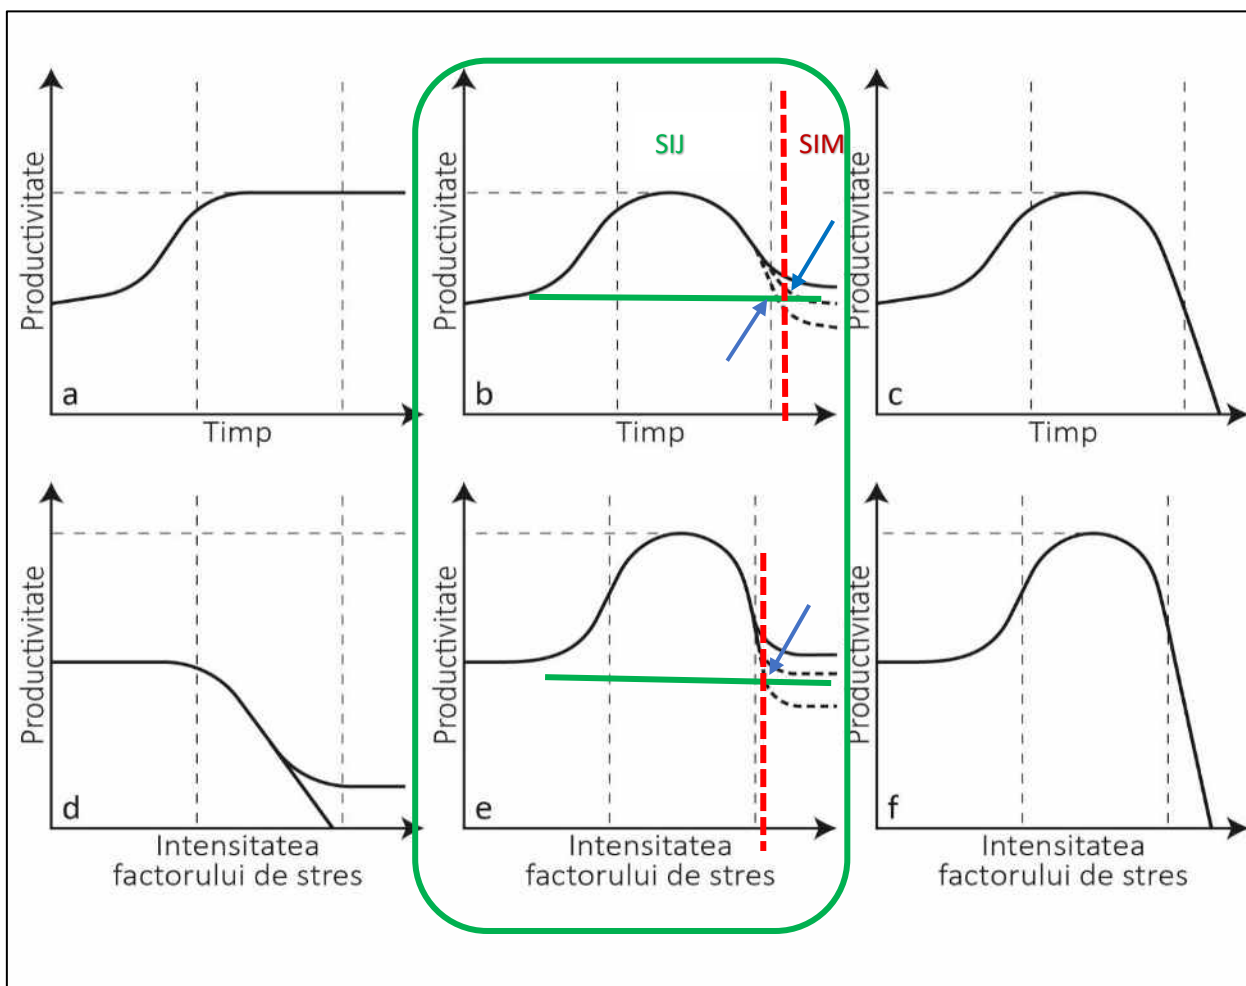 Productivitate
a
Timp
Productivitate
SIJ
SIM
b
Timp
Productivitate
c
Timp
Productivitate
d
Intensitatea
factorului de stres
Productivitate
e
Intensitatea
factorului de stres
Productivitate
f
Intensitatea
factorului de stres